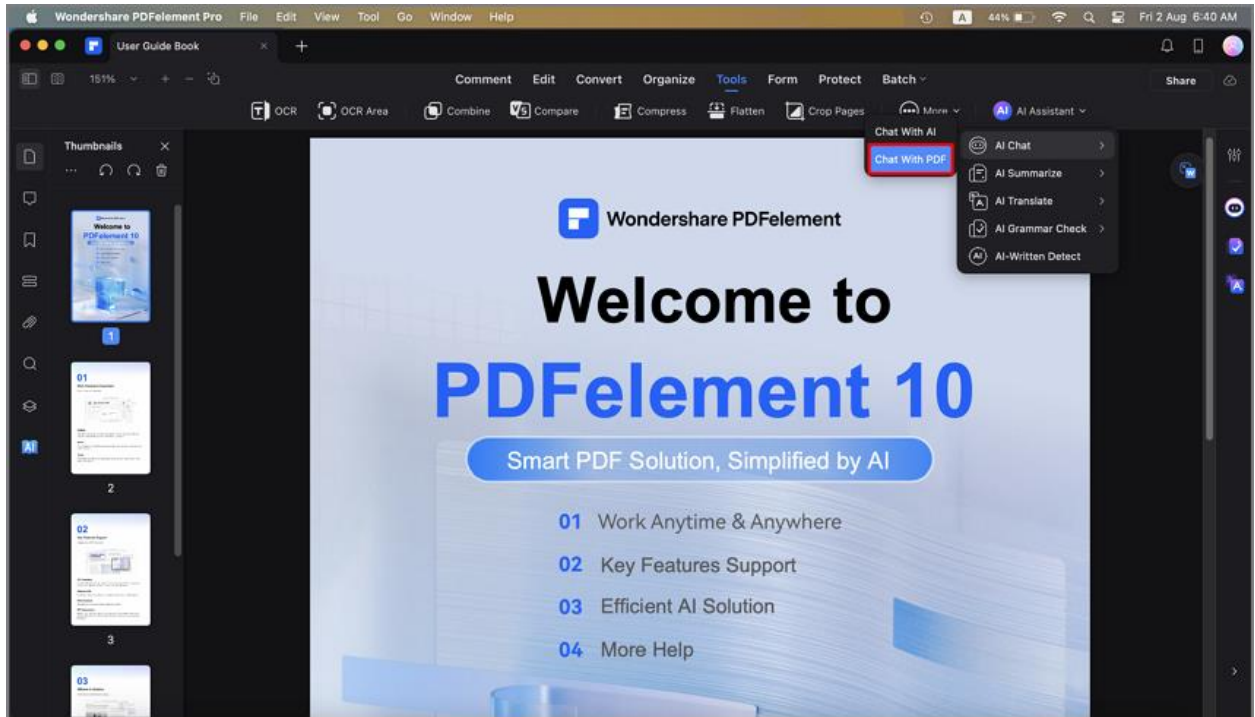 Wondershare PDFelement Pro File Edit View Tool Go Window Help A 44% Fri 2 Aug 6:40 AM
User Guide Book × +
151% + − Comment Edit Convert Organize Tools Form Protect Batch Share
T OCR OCR Area Combine Compare Compress Flatten Crop Pages More AI AI Assistant
Thumbnails ×
Chat With AI
Chat With PDF
AI Chat
AI Summarize
AI Translate
AI Grammar Check
AI AI-Written Detect
Welcome to
PDFelement 10
1
01
2
02
3
03
AI
Wondershare PDFelement
Welcome to
PDFelement 10
Smart PDF Solution, Simplified by AI
01 Work Anytime & Anywhere
02 Key Features Support
03 Efficient AI Solution
04 More Help